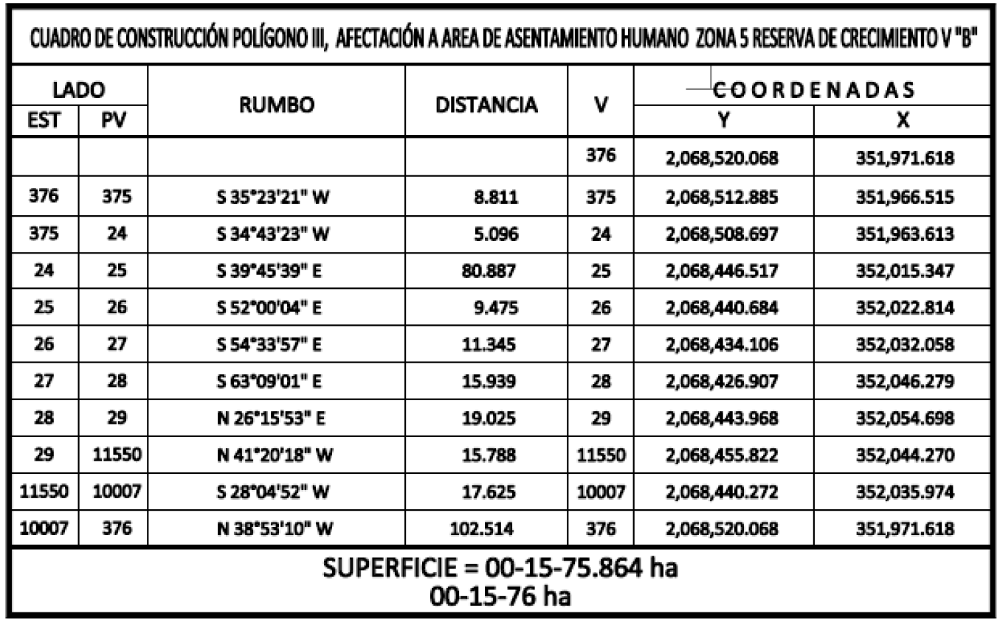 CUADRO DE CONSTRUCCIÓN POLÍGONO III, AFECTACIÓN A AREA DE ASENTAMIENTO HUMANO ZONA 5 RESERVA DE CRECIMIENTO V "B"
LADO RUMBO DISTANCIA V COORDENADAS
EST PV Y X
376 2,068,520.068 351,971.618
376 375 S 35°23'21" W 8.811 375 2,068,512.885 351,966.515
375 24 S 34°43'23" W 5.096 24 2,068,508.697 351,963.613
24 25 S 39°45'39" E 80.887 25 2,068,446.517 352,015.347
25 26 S 52°00'04" E 9.475 26 2,068,440.684 352,022.814
26 27 S 54°33'57" E 11.345 27 2,068,434.106 352,032.058
27 28 S 63°09'01" E 15.939 28 2,068,426.907 352,046.279
28 29 N 26°15'53" E 19.025 29 2,068,443.968 352,054.698
29 11550 N 41°20'18" W 15.788 11550 2,068,455.822 352,044.270
11550 10007 S 28°04'52" W 17.625 10007 2,068,440.272 352,035.974
10007 376 N 38°53'10" W 102.514 376 2,068,520.068 351,971.618
SUPERFICIE = 00-15-75.864 ha
00-15-76 ha